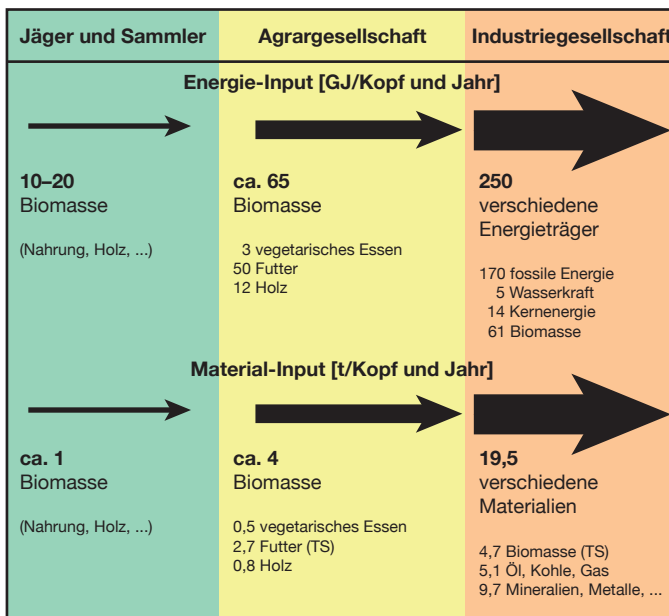 Jäger und Sammler
Agrargesellschaft
Industriegesellschaft
Energie-Input [GJ/Kopf und Jahr]
10–20
Biomasse
(Nahrung, Holz, ...)
ca. 65
Biomasse
3 vegetarisches Essen
50 Futter
12 Holz
250
verschiedene
Energieträger
170 fossile Energie
5 Wasserkraft
14 Kernenergie
61 Biomasse
Material-Input [t/Kopf und Jahr]
ca. 1
Biomasse
(Nahrung, Holz, ...)
ca. 4
Biomasse
0,5 vegetarisches Essen
2,7 Futter (TS)
0,8 Holz
19,5
verschiedene
Materialien
4,7 Biomasse (TS)
5,1 Öl, Kohle, Gas
9,7 Mineralien, Metalle, ...